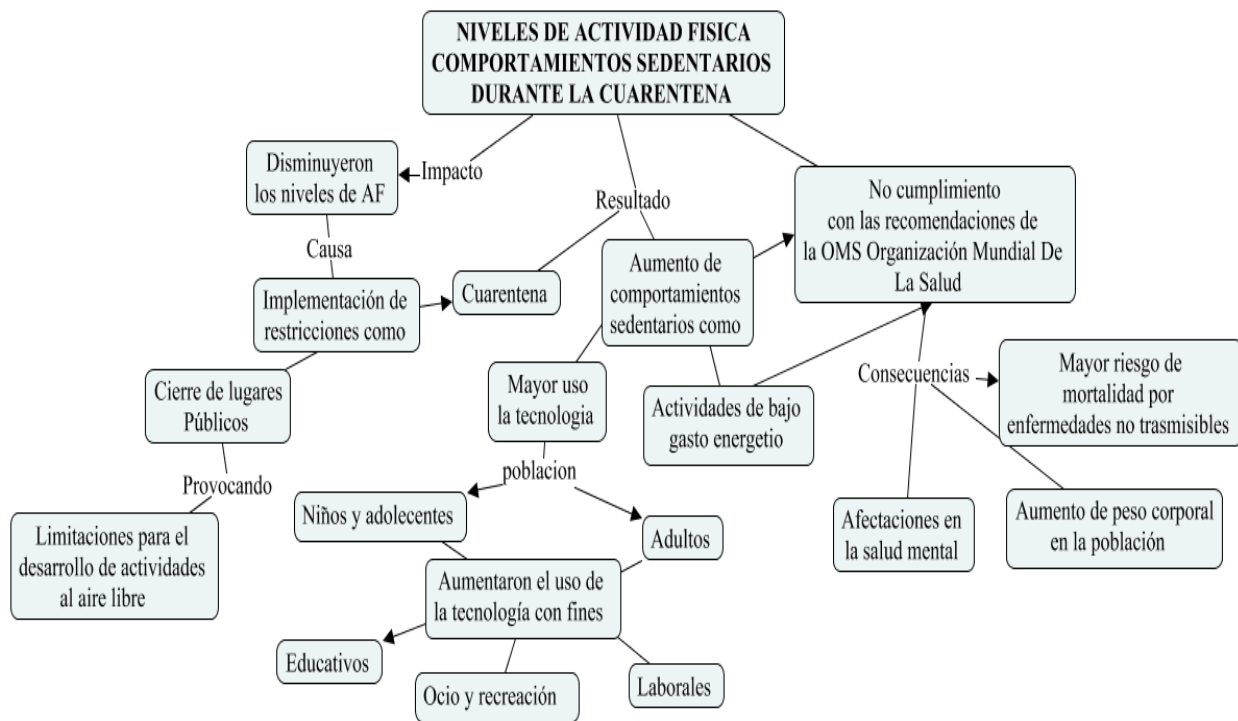 NIVELES DE ACTIVIDAD FISICA
COMPORTAMIENTOS SEDENTARIOS
DURANTE LA CUARENTENA
Disminuyeron
los niveles de AF
Impacto
Causa
Implementación de
restricciones como
Cuarentena
Resultado
Cierre de lugares
Públicos
Provocando
Limitaciones para el
desarrollo de actividades
al aire libre
Aumento de
comportamientos
sedentarios como
Mayor uso
la tecnologia
Actividades de bajo
gasto energetio
poblacion
Niños y adolecentes
Adultos
Aumentaron el uso de
la tecnología con fines
Educativos
Ocio y recreación
Laborales
No cumplimiento
con las recomendaciones de
la OMS Organización Mundial De
La Salud
Consecuencias
Mayor riesgo de
mortalidad por
enfermedades no trasmisibles
Afectaciones en
la salud mental
Aumento de peso corporal
en la población